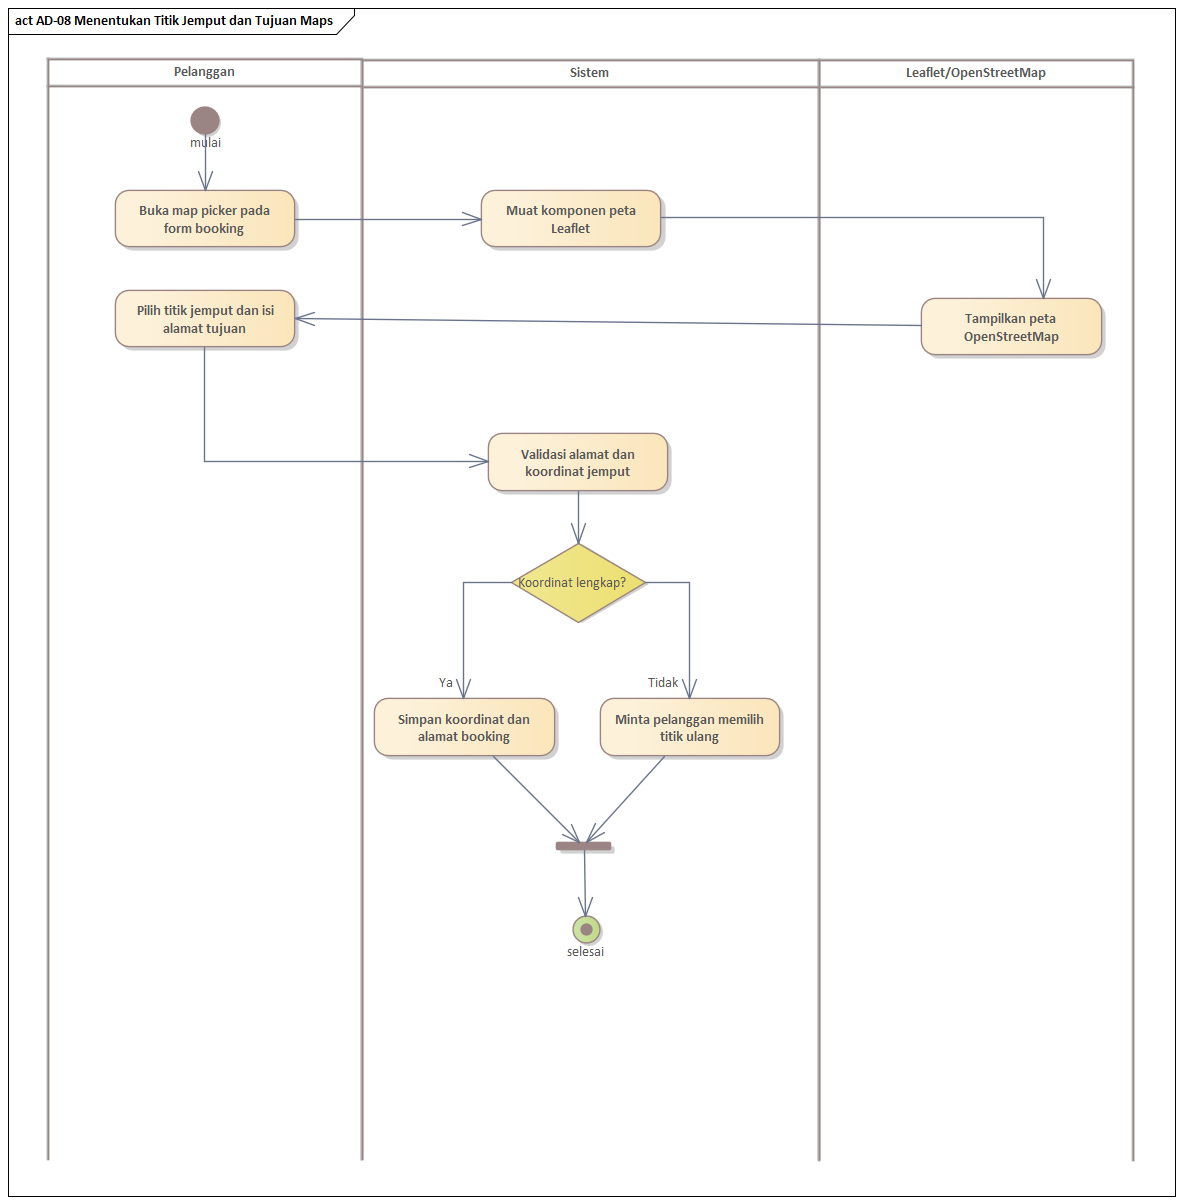 act AD-08 Menentukan Titik Jemput dan Tujuan Maps
Pelanggan
Sistem
Leaflet/OpenStreetMap
mulai
Buka map picker pada
form booking
Muat komponen peta
Leaflet
Pilih titik jemput dan isi
alamat tujuan
Tampilkan peta
OpenStreetMap
Validasi alamat dan
koordinat jemput
Koordinat lengkap?
Ya
Tidak
Simpan koordinat dan
alamat booking
Minta pelanggan memilih
titik ulang
selesai